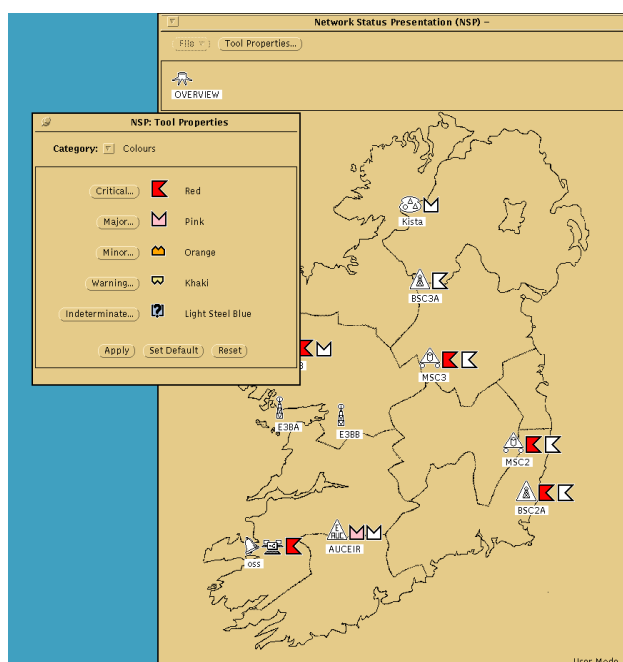 Network Status Presentation (NSP) –
File
Tool Properties...
OVERVIEW
NSP: Tool Properties
Category: Colours
Critical... Red
Major... Pink
Minor... Orange
Warning... Khaki
Indeterminate... Light Steel Blue
Apply Set Default Reset
Kista
BSC3A
MSC3
E3BA
E3BB
MSC2
BSC2A
E
AUC
AUCEIR
oss